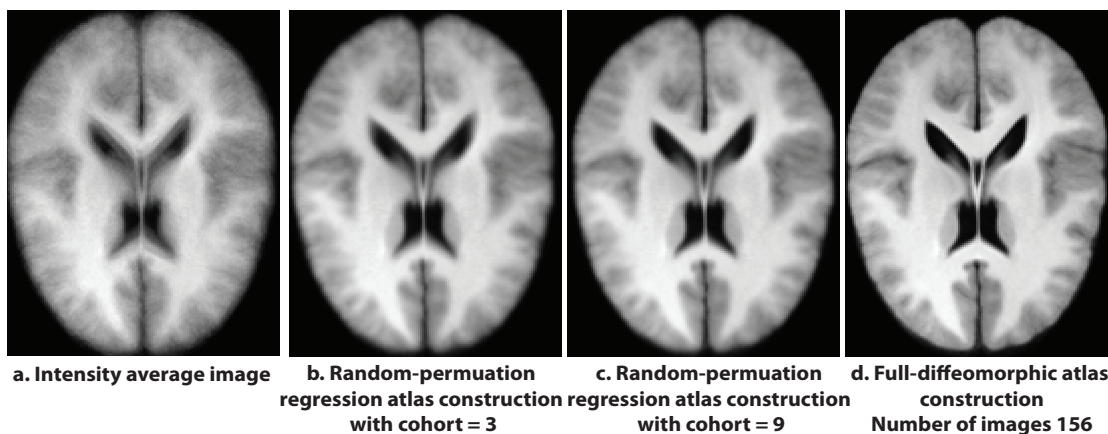 a. Intensity average image
b. Random-permuation
regression atlas construction
with cohort = 3
c. Random-permuation
regression atlas construction
with cohort = 9
d. Full-diffeomorphic atlas
construction
Number of images 156